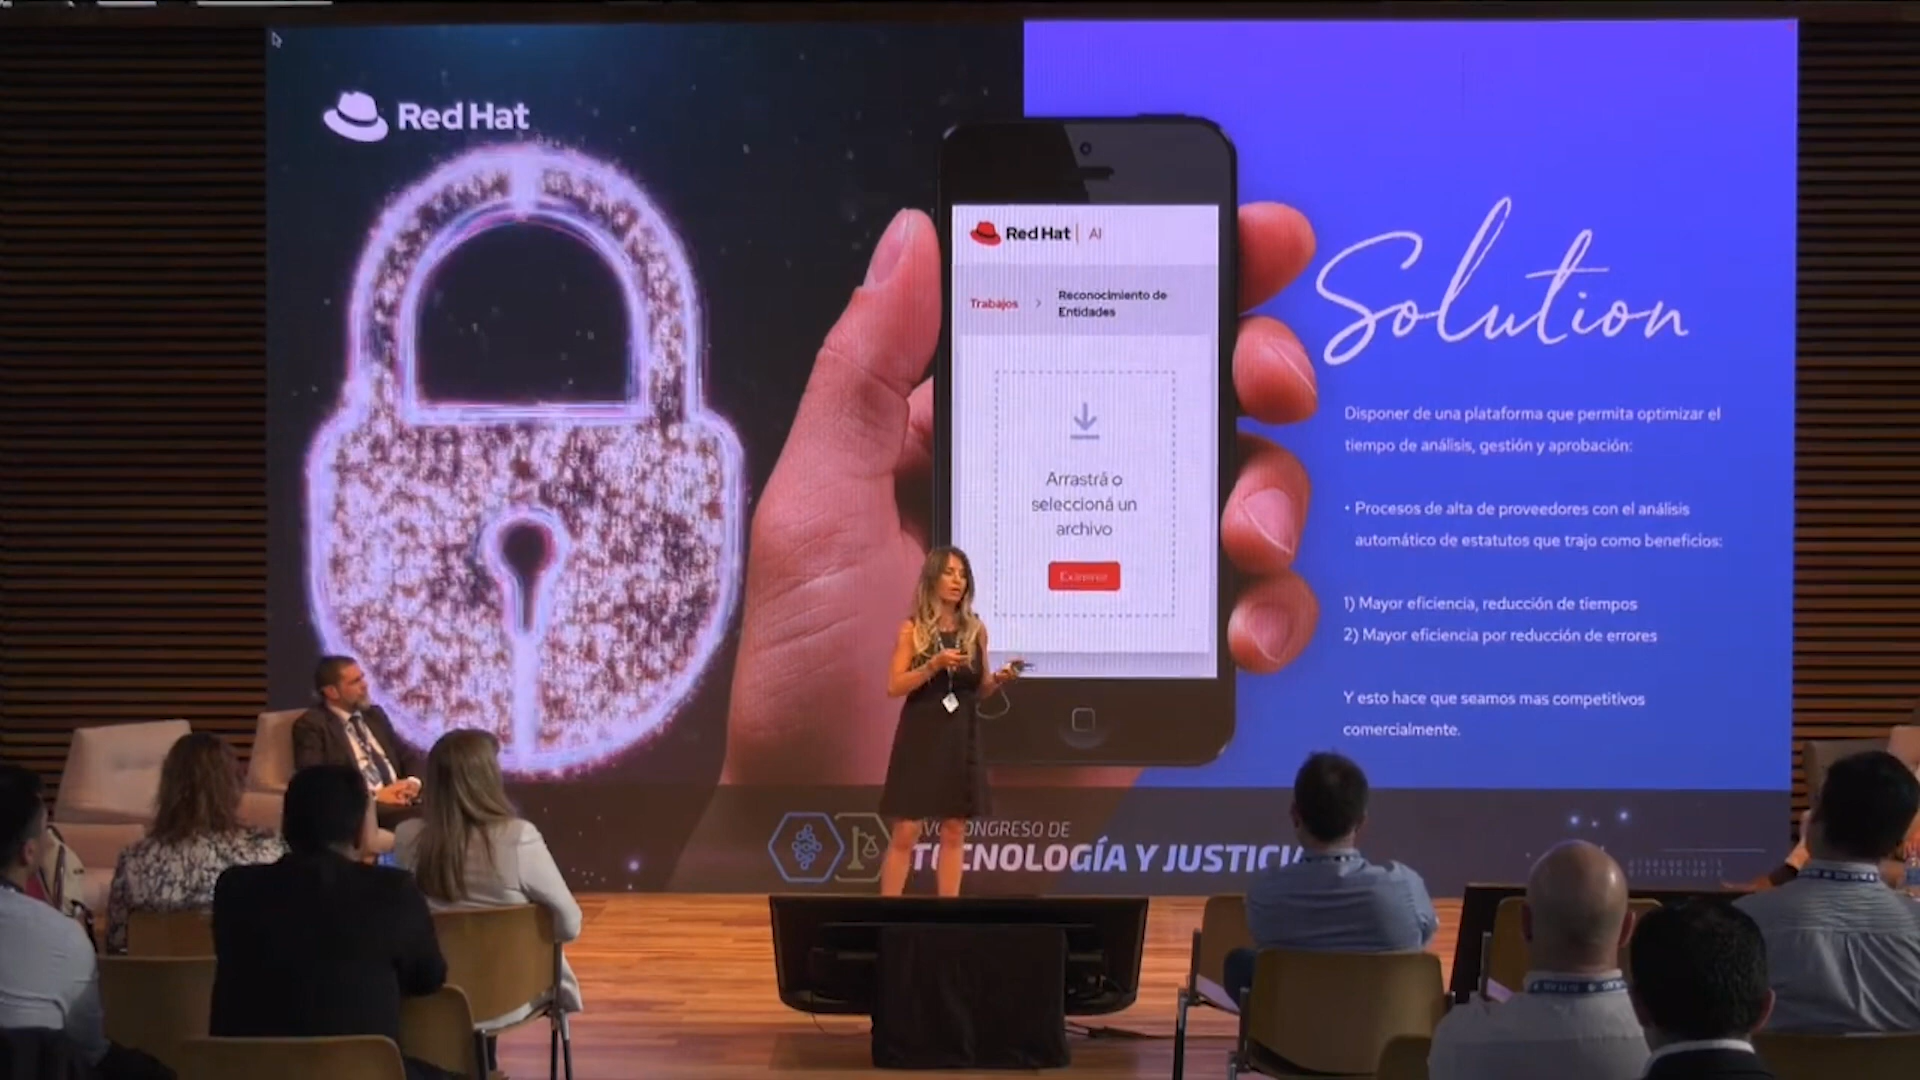 Red Hat
Red Hat | AI
Trabajos > Reconocimiento de
Entidades
Arrastrá o
seleccioná un
archivo
Examinar
Solution
Disponer de una plataforma que permita optimizar el
tiempo de análisis, gestión y aprobación:
• Procesos de alta de proveedores con el análisis
automático de estatutos que trajo como beneficios:
1) Mayor eficiencia, reducción de tiempos
2) Mayor eficiencia por reducción de errores
Y esto hace que seamos mas competitivos
comercialmente.
CONGRESO DE
TECNOLOGÍA Y JUSTICI